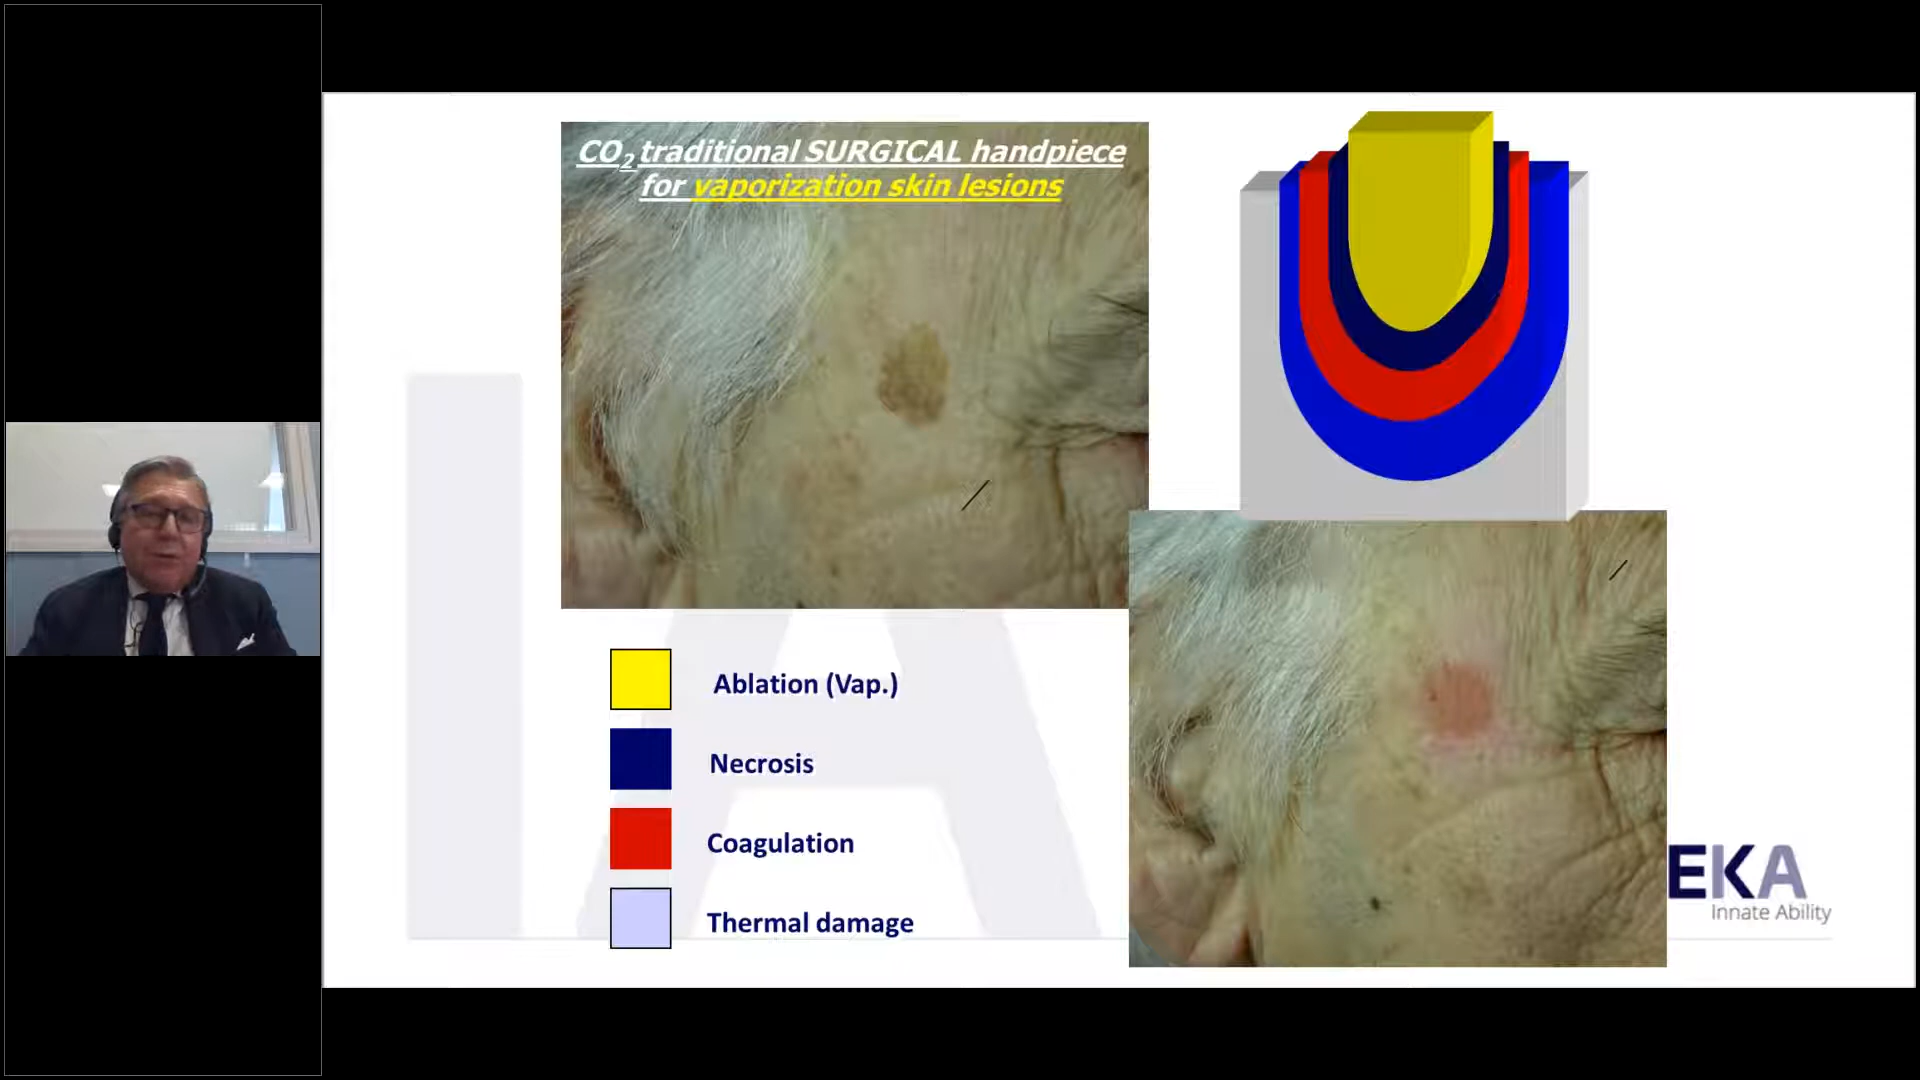 CO2 traditional SURGICAL handpiece
for vaporization skin lesions
Ablation (Vap.)
Necrosis
Coagulation
Thermal damage
EKA
Innate Ability